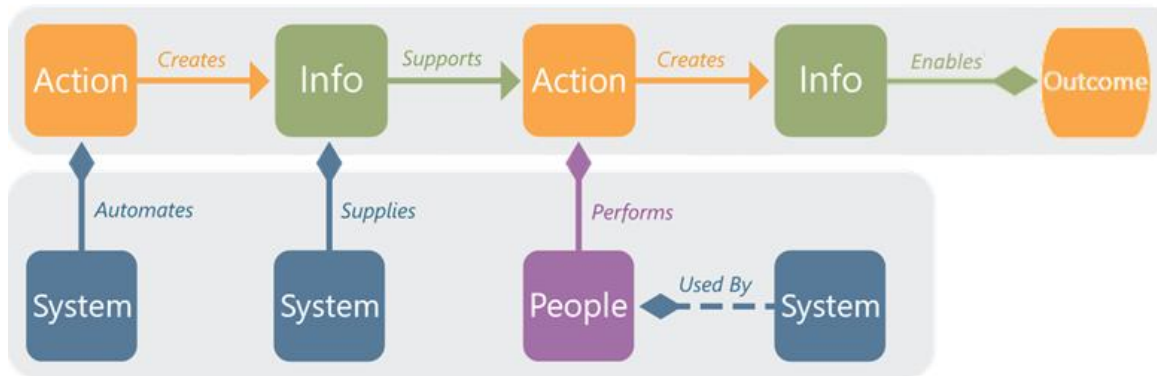 Action
Creates
Info
Supports
Action
Creates
Info
Enables
Outcome
Automates
Supplies
Performs
System
System
People
Used By
System